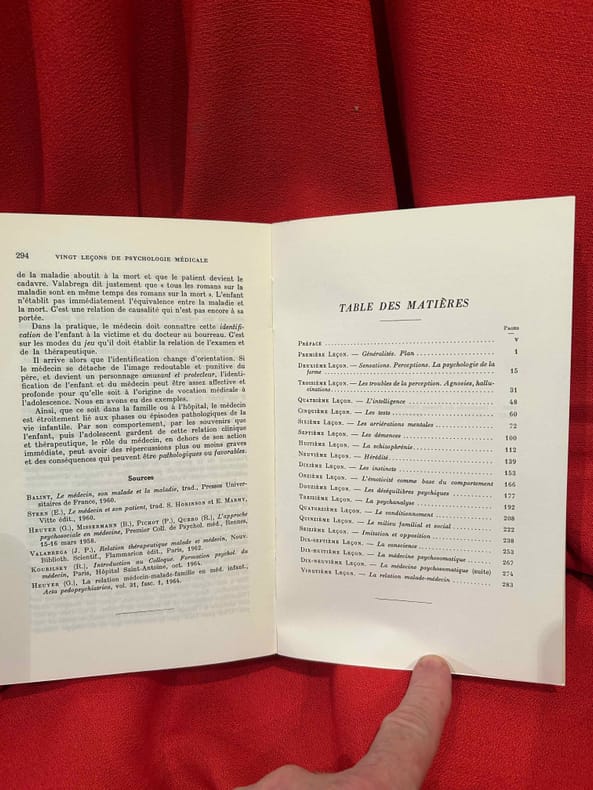 294 VINGT LEÇONS DE PSYCHOLOGIE MÉDICALE
de la maladie aboutit à la mort et que le patient devient le
cadavre. Valabrega dit justement que « tous les romans sur la
maladie sont en même temps des romans sur la mort ». L'enfant
n'établit pas immédiatement l'équivalence entre la maladie et
la mort. C'est une relation de causalité qui n'est pas encore à sa
portée.
Dans la pratique, le médecin doit connaître cette identifi-
cation de l'enfant à la victime et du docteur au bourreau. C'est
sur les modes du jeu qu'il doit établir la relation de l'examen et
de la thérapeutique.
Il arrive alors que l'identification change d'orientation. Si
le médecin se détache de l'image redoutable et punitive du
père, et devient un personnage amusant et protecteur, l'identi-
fication de l'enfant et du médecin peut être assez affective et
profonde pour qu'elle soit à l'origine de vocation médicale à
l'adolescence. Nous en avons eu des exemples.
Ainsi, que ce soit dans la famille ou à l'hôpital, le médecin
est étroitement lié aux phases ou épisodes pathologiques de la
vie infantile. Par son comportement, par les souvenirs que
l'enfant, puis l'adolescent gardent de cette relation clinique
et thérapeutique, le rôle du médecin, en dehors de son action
immédiate, peut avoir des répercussions plus ou moins graves
et des conséquences qui peuvent être pathologiques ou favorables.
Sources
BALINT, Le médecin, son malade et la maladie, trad., Presses Univer-
sitaires de France, 1960.
STERN (E.), Le médecin et son patient, trad. S. HORINSON et E. MARMY,
Vitte édit., 1960.
HEUYER (G.), MISSERMANN (B.), PICHOT (P.), QUERO (R.), L'approche
psychosociale en médecine, Premier Coll. de Psychol. méd., Rennes,
15-16 mars 1958.
VALABREGA (J. P.), Relation thérapeutique malade et médecin, Nouv.
Biblioth. Scientif., Flammarion édit., Paris, 1962.
KOURILSKY (R.), Introduction au Colloque. Formation psychol. du
médecin, Paris, Hôpital Saint-Antoine, oct. 1964.
HEUYER (G.), La relation médecin-malade-famille en méd. infant.,
Acta pedopsychiatrica, vol. 31, fasc. 1, 1964.
TABLE DES MATIÈRES
PAGES
PRÉFACE V
PREMIÈRE LEÇON. — Généralités. Plan 1
DEUXIÈME LEÇON. — Sensations. Perceptions. La psychologie de la
forme 15
TROISIÈME LEÇON. — Les troubles de la perception. Agnosies, hallu-
cinations 31
QUATRIÈME LEÇON. — L'intelligence 48
CINQUIÈME LEÇON. — Les tests 60
SIXIÈME LEÇON. — Les arriérations mentales 72
SEPTIÈME LEÇON. — Les démences 100
HUITIÈME LEÇON. — La schizophrénie 112
NEUVIÈME LEÇON. — Hérédité 139
DIXIÈME LEÇON. — Les instincts 153
ONZIÈME LEÇON. — L'émotivité comme base du comportement 166
DOUZIÈME LEÇON. — Les déséquilibres psychiques 177
TREIZIÈME LEÇON. — La psychanalyse 192
QUATORZIÈME LEÇON. — Le conditionnement 208
QUINZIÈME LEÇON. — Le milieu familial et social 222
SEIZIÈME LEÇON. — Imitation et opposition 238
DIX-SEPTIÈME LEÇON. — La conscience 253
DIX-HUITIÈME LEÇON. — La médecine psychosomatique 267
DIX-NEUVIÈME LEÇON. — La médecine psychosomatique (suite) 274
VINGTIÈME LEÇON. — La relation malade-médecin 283